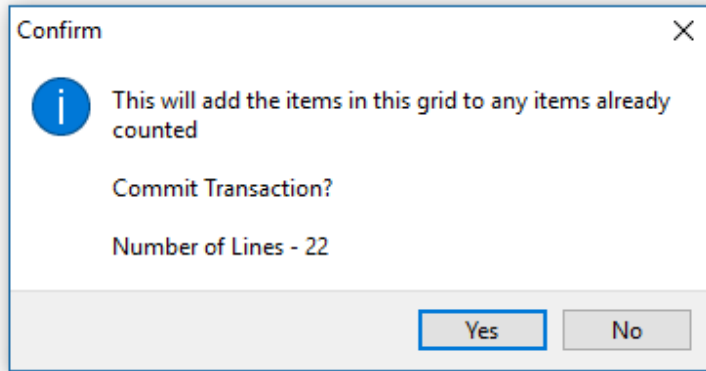 Confirm
This will add the items in this grid to any items already
counted
Commit Transaction?
Number of Lines - 22
Yes
No